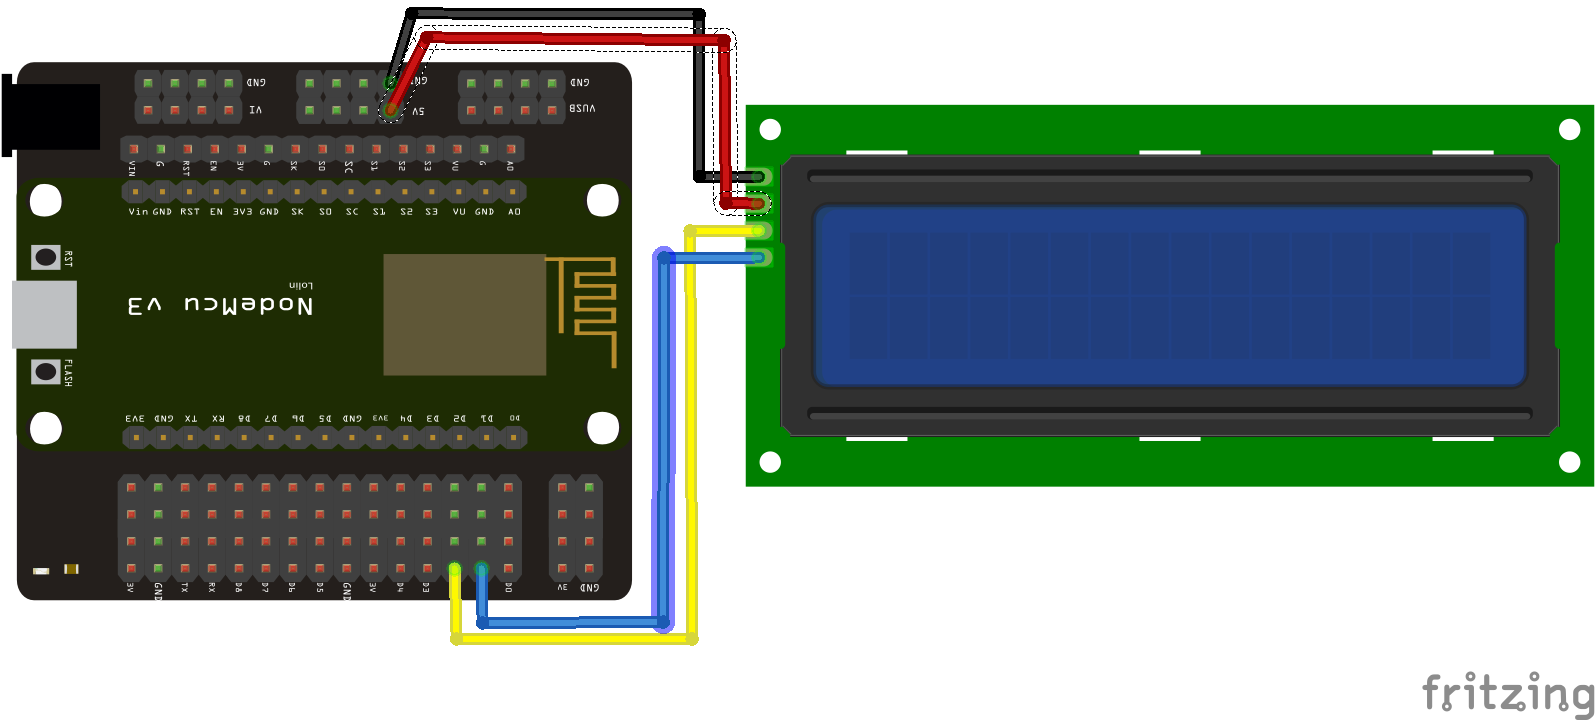 GND GND GND
VI 5V VUSB
VIN G RST EN 3V G SK SO SC S1 S2 S3 VU G AO
Vin GND RST EN 3V3 GND SK SO SC S1 S2 S3 VU GND AO
RST
Lolin
NodeMcu v3
FLASH
3V3 GND TX RX D8 D7 D6 D5 GND 3V3 D4 D3 D2 D1 D0
3V GND TX RX D8 D7 D6 D5 GND 3V D4 D3 D0 3V GND
fritzing